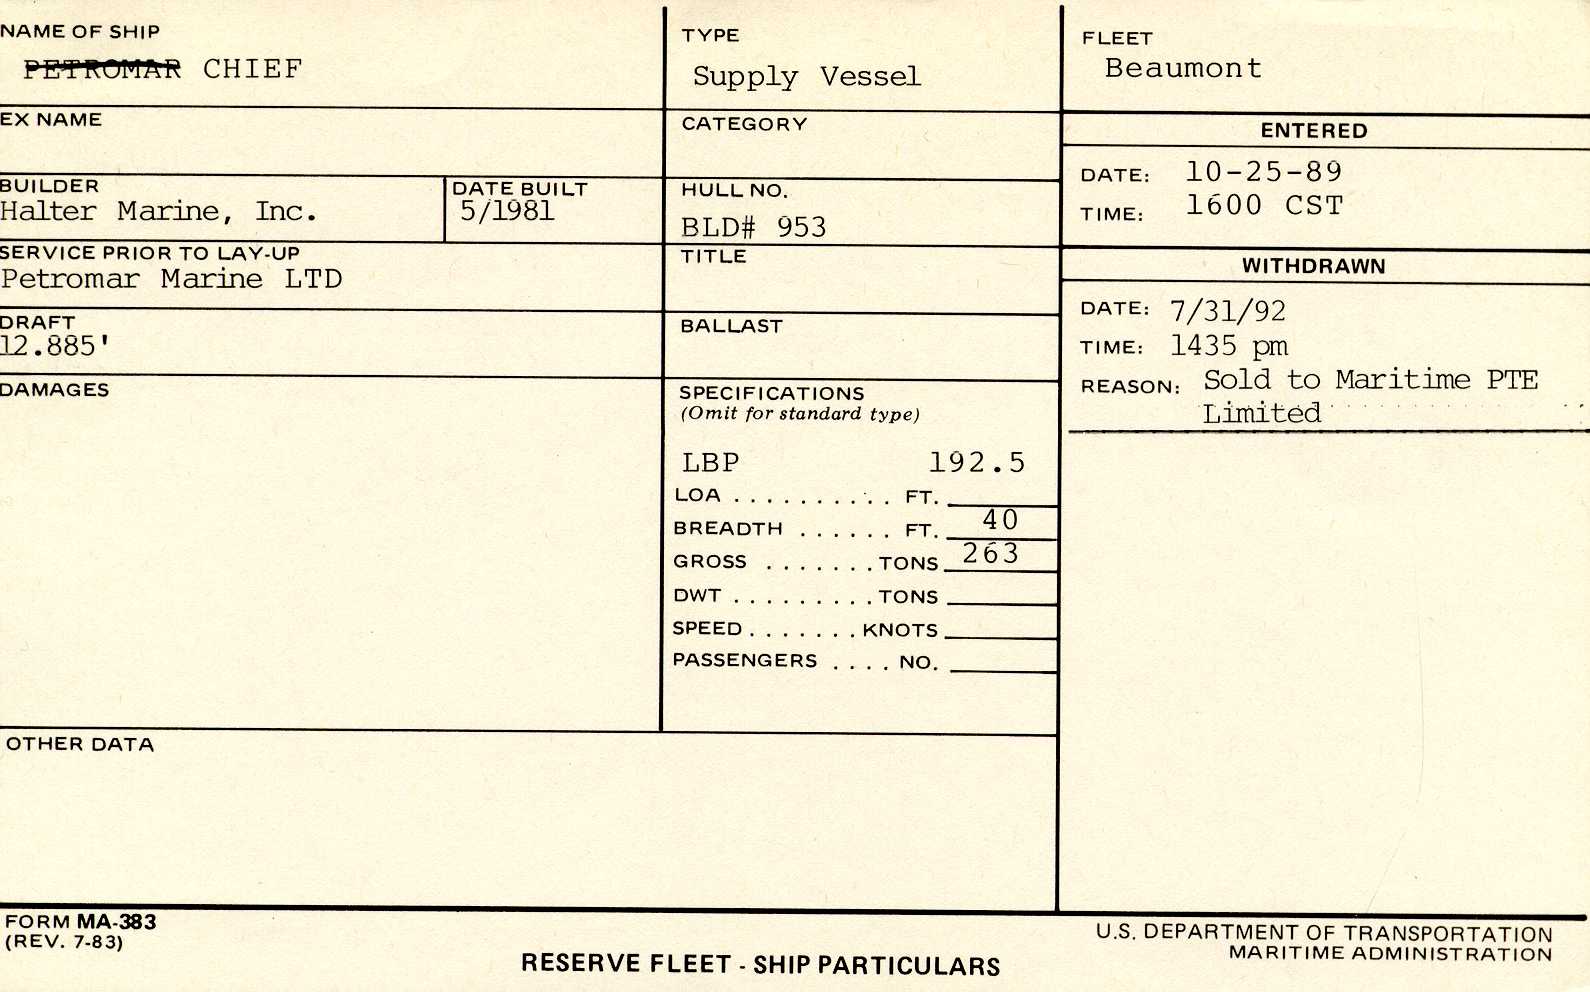 NAME OF SHIP
PETROMAR CHIEF
TYPE
Supply Vessel
FLEET
Beaumont
EX NAME
CATEGORY
ENTERED
DATE: 10-25-89
TIME: 1600 CST
BUILDER
Halter Marine, Inc.
DATE BUILT
5/1981
HULL NO.
BLD# 953
SERVICE PRIOR TO LAY-UP
Petromar Marine LTD
TITLE
WITHDRAWN
DATE: 7/31/92
TIME: 1435 pm
REASON: Sold to Maritime PTE
Limited
DRAFT
12.885'
BALLAST
DAMAGES
SPECIFICATIONS
(Omit for standard type)
LBP 192.5
LOA . . . . . . . . . . FT.
BREADTH . . . . . . FT. 40
GROSS . . . . . . . TONS 263
DWT . . . . . . . . . TONS
SPEED . . . . . . . KNOTS
PASSENGERS . . . . NO.
OTHER DATA
FORM MA-383
(REV. 7-83)
RESERVE FLEET - SHIP PARTICULARS
U.S. DEPARTMENT OF TRANSPORTATION
MARITIME ADMINISTRATION